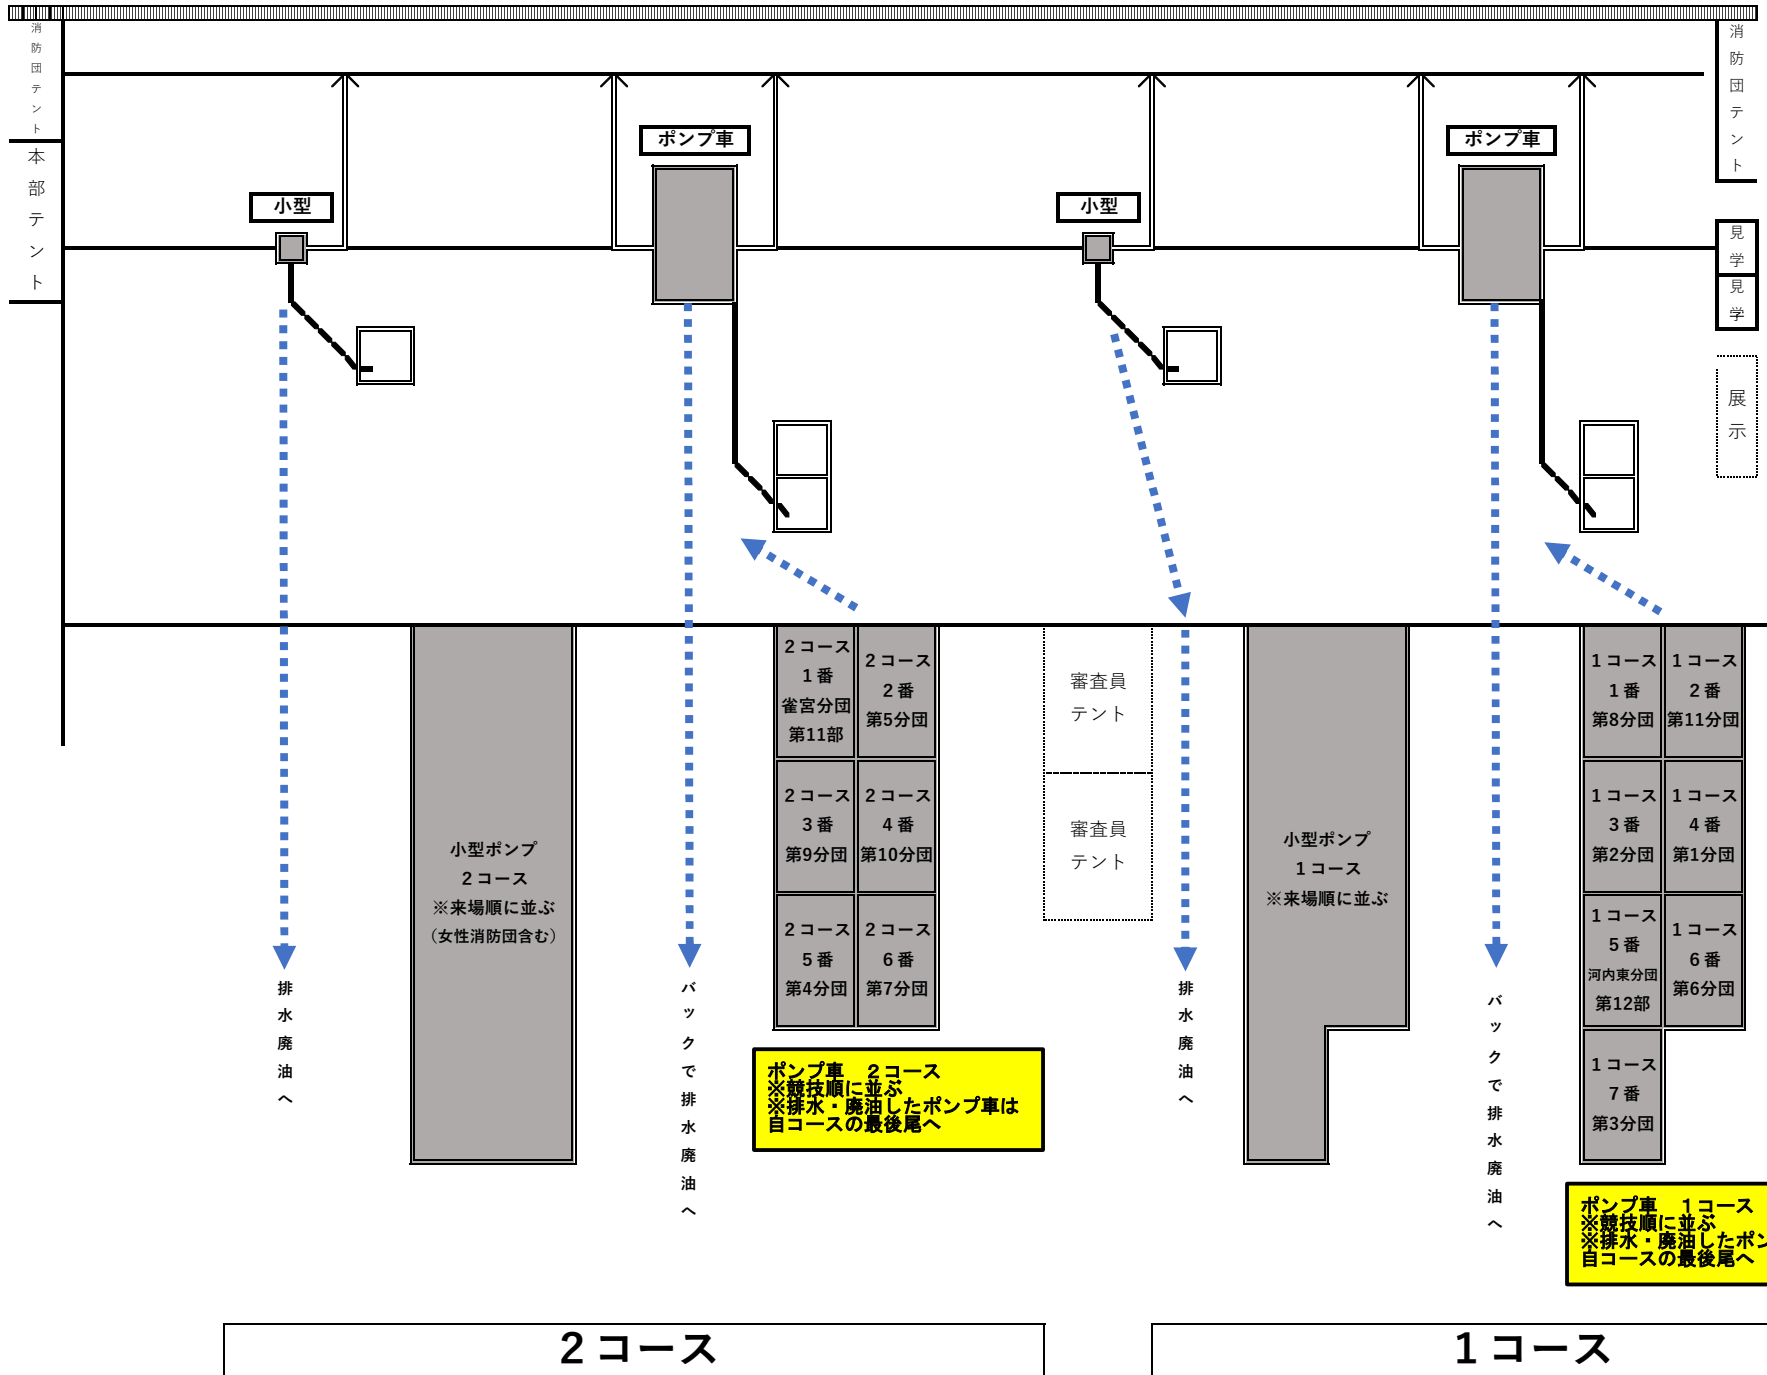 消防団テント
本部テント
消防団テント
ポンプ車
ポンプ車
小型
小型
見学
見学
展示
2コース
1番
雀宮分団
第11部
2コース
2番
第5分団
2コース
3番
第9分団
2コース
4番
第10分団
2コース
5番
第4分団
2コース
6番
第7分団
審査員
テント
審査員
テント
1コース
1番
第8分団
1コース
2番
第11分団
1コース
3番
第2分団
1コース
4番
第1分団
1コース
5番
河内東分団
第12部
1コース
6番
第6分団
1コース
7番
第3分団
小型ポンプ
2コース
※来場順に並ぶ
(女性消防団含む)
小型ポンプ
1コース
※来場順に並ぶ
排水廃油へ
バックで排水廃油へ
排水廃油へ
バックで排水廃油へ
ポンプ車　2コース
※競技順に並ぶ
※排水・廃油したポンプ車は
自コースの最後尾へ
ポンプ車　1コース
※競技順に並ぶ
※排水・廃油したポン
自コースの最後尾へ
2コース
1コース